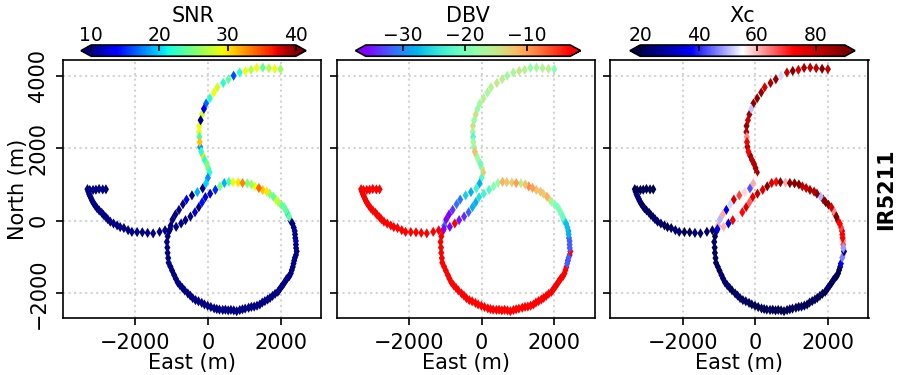 SNR DBV Xc
10 20 30 40 −30 −20 −10 20 40 60 80
4000
2000
0
−2000
North (m)
−2000 0 2000 −2000 0 2000 −2000 0 2000
East (m) East (m) East (m)
IR5211